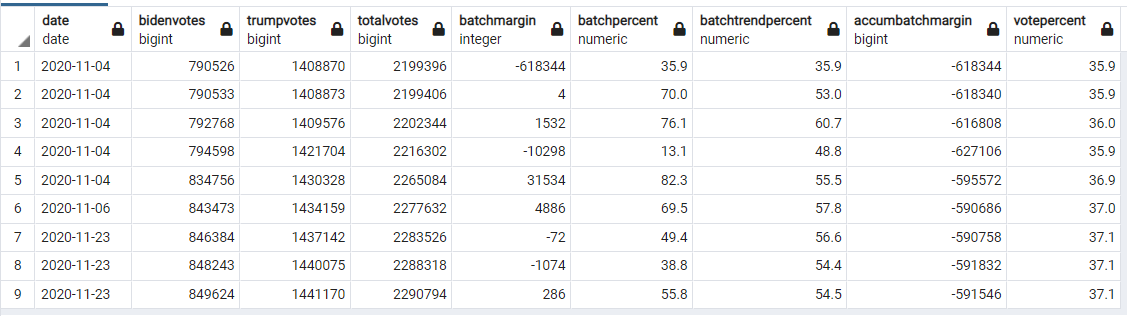 date bidenvotes trumpvotes totalvotes batchmargin batchpercent batchtrendpercent accumbatchmargin votepercent
date bigint bigint bigint integer numeric numeric bigint numeric
1 2020-11-04 790526 1408870 2199396 -618344 35.9 35.9 -618344 35.9
2 2020-11-04 790533 1408873 2199406 4 70.0 53.0 -618340 35.9
3 2020-11-04 792768 1409576 2202344 1532 76.1 60.7 -616808 36.0
4 2020-11-04 794598 1421704 2216302 -10298 13.1 48.8 -627106 35.9
5 2020-11-04 834756 1430328 2265084 31534 82.3 55.5 -595572 36.9
6 2020-11-06 843473 1434159 2277632 4886 69.5 57.8 -590686 37.0
7 2020-11-23 846384 1437142 2283526 -72 49.4 56.6 -590758 37.1
8 2020-11-23 848243 1440075 2288318 -1074 38.8 54.4 -591832 37.1
9 2020-11-23 849624 1441170 2290794 286 55.8 54.5 -591546 37.1